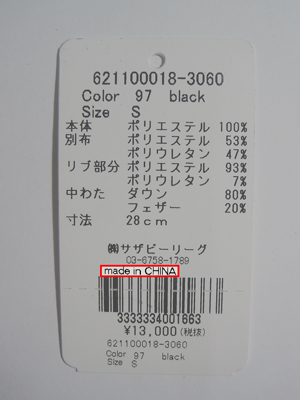 621100018-3060
Color 97 black
Size S
本体 ポリエステル 100%
別布 ポリエステル 53%
ポリウレタン 47%
リブ部分 ポリエステル 93%
ポリウレタン 7%
中わた ダウン 80%
フェザー 20%
寸法 28cm
㈱サザビーリーグ
03-6758-1789
made in CHINA
3333334001663
¥13,000(税抜)
621100018-3060
Color 97 black
Size S